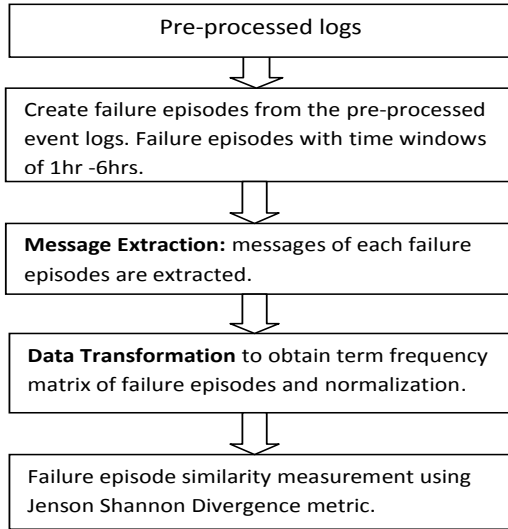 Pre-processed logs
Create failure episodes from the pre-processed
event logs. Failure episodes with time windows
of 1hr -6hrs.
Message Extraction: messages of each failure
episodes are extracted.
Data Transformation to obtain term frequency
matrix of failure episodes and normalization.
Failure episode similarity measurement using
Jenson Shannon Divergence metric.